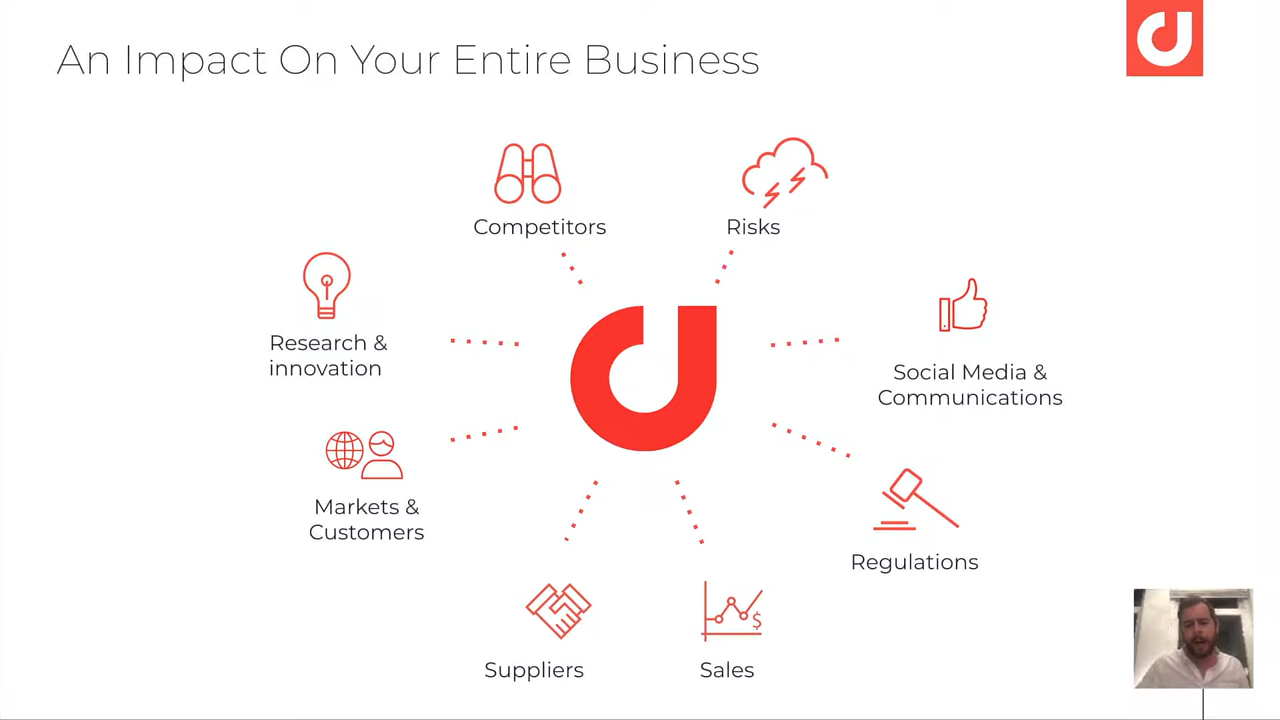 An Impact On Your Entire Business
Competitors
Risks
Research &
innovation
Social Media &
Communications
Markets &
Customers
Regulations
$
Suppliers
Sales